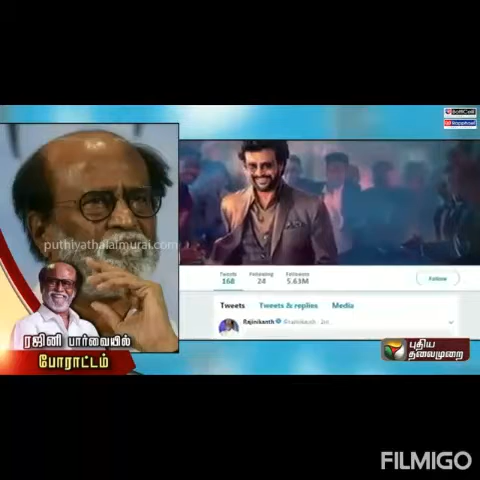 puthiyathalaimurai.com
ரஜினி பார்வையில்
போராட்டம்
Tweets Following Followers
168 24 5.63M
Follow
Tweets Tweets & replies Media
Rajinikanth
புதிய
தலைமுறை
FILMIGO